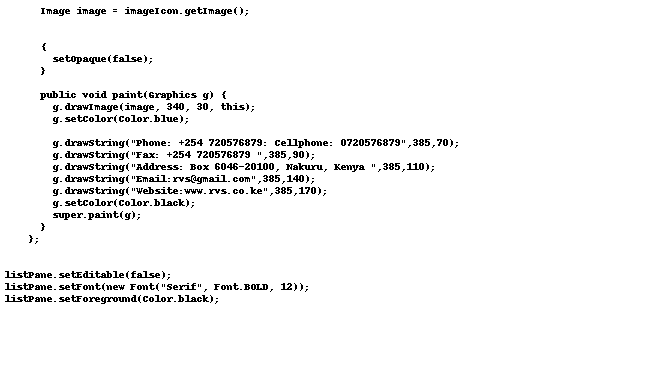 Image image = imageIcon.getImage();
{
setOpaque(false);
}
public void paint(Graphics g) {
g.drawImage(image, 340, 30, this);
g.setColor(Color.blue);
g.drawString("Phone: +254 720576879: Cellphone: 0720576879",385,70);
g.drawString("Fax: +254 720576879 ",385,90);
g.drawString("Address: Box 6046-20100, Nakuru, Kenya ",385,110);
g.drawString("Email:rvs@gmail.com",385,140);
g.drawString("Website:www.rvs.co.ke",385,170);
g.setColor(Color.black);
super.paint(g);
}
};
listPane.setEditable(false);
listPane.setFont(new Font("Serif", Font.BOLD, 12));
listPane.setForeground(Color.black);